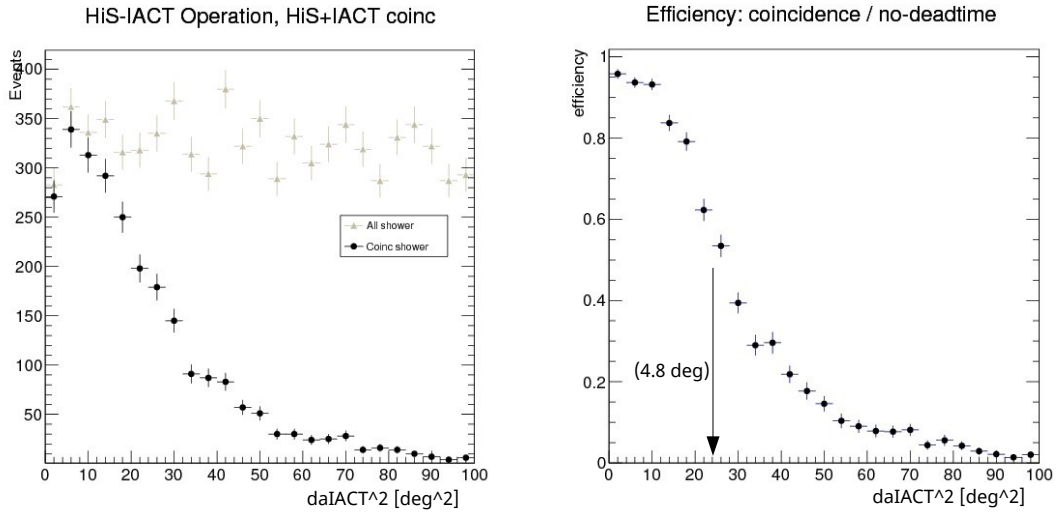 HiS-IACT Operation, HiS+IACT coinc
Events
400
350
300
250
200
150
100
50
All shower
Coinc shower
0 10 20 30 40 50 60 70 80 90 100
daIACT^2 [deg^2]
Efficiency: coincidence / no-deadtime
efficiency
1
0.8
0.6
0.4
0.2
0
(4.8 deg)
0 10 20 30 40 50 60 70 80 90 100
daIACT^2 [deg^2]